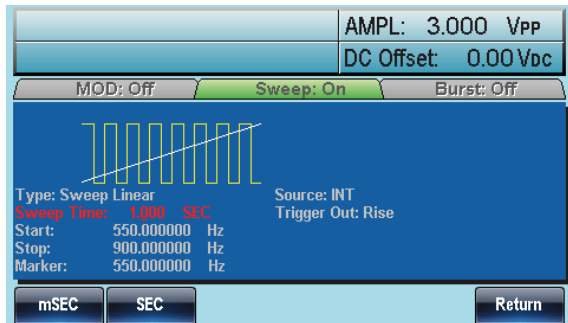 AMPL: 3.000 VPP
DC Offset: 0.00 VDC
MOD: Off Sweep: On Burst: Off
Type: Sweep Linear Source: INT
Sweep Time: 1.000 SEC Trigger Out: Rise
Start: 550.000000 Hz
Stop: 900.000000 Hz
Marker: 550.000000 Hz
mSEC SEC Return